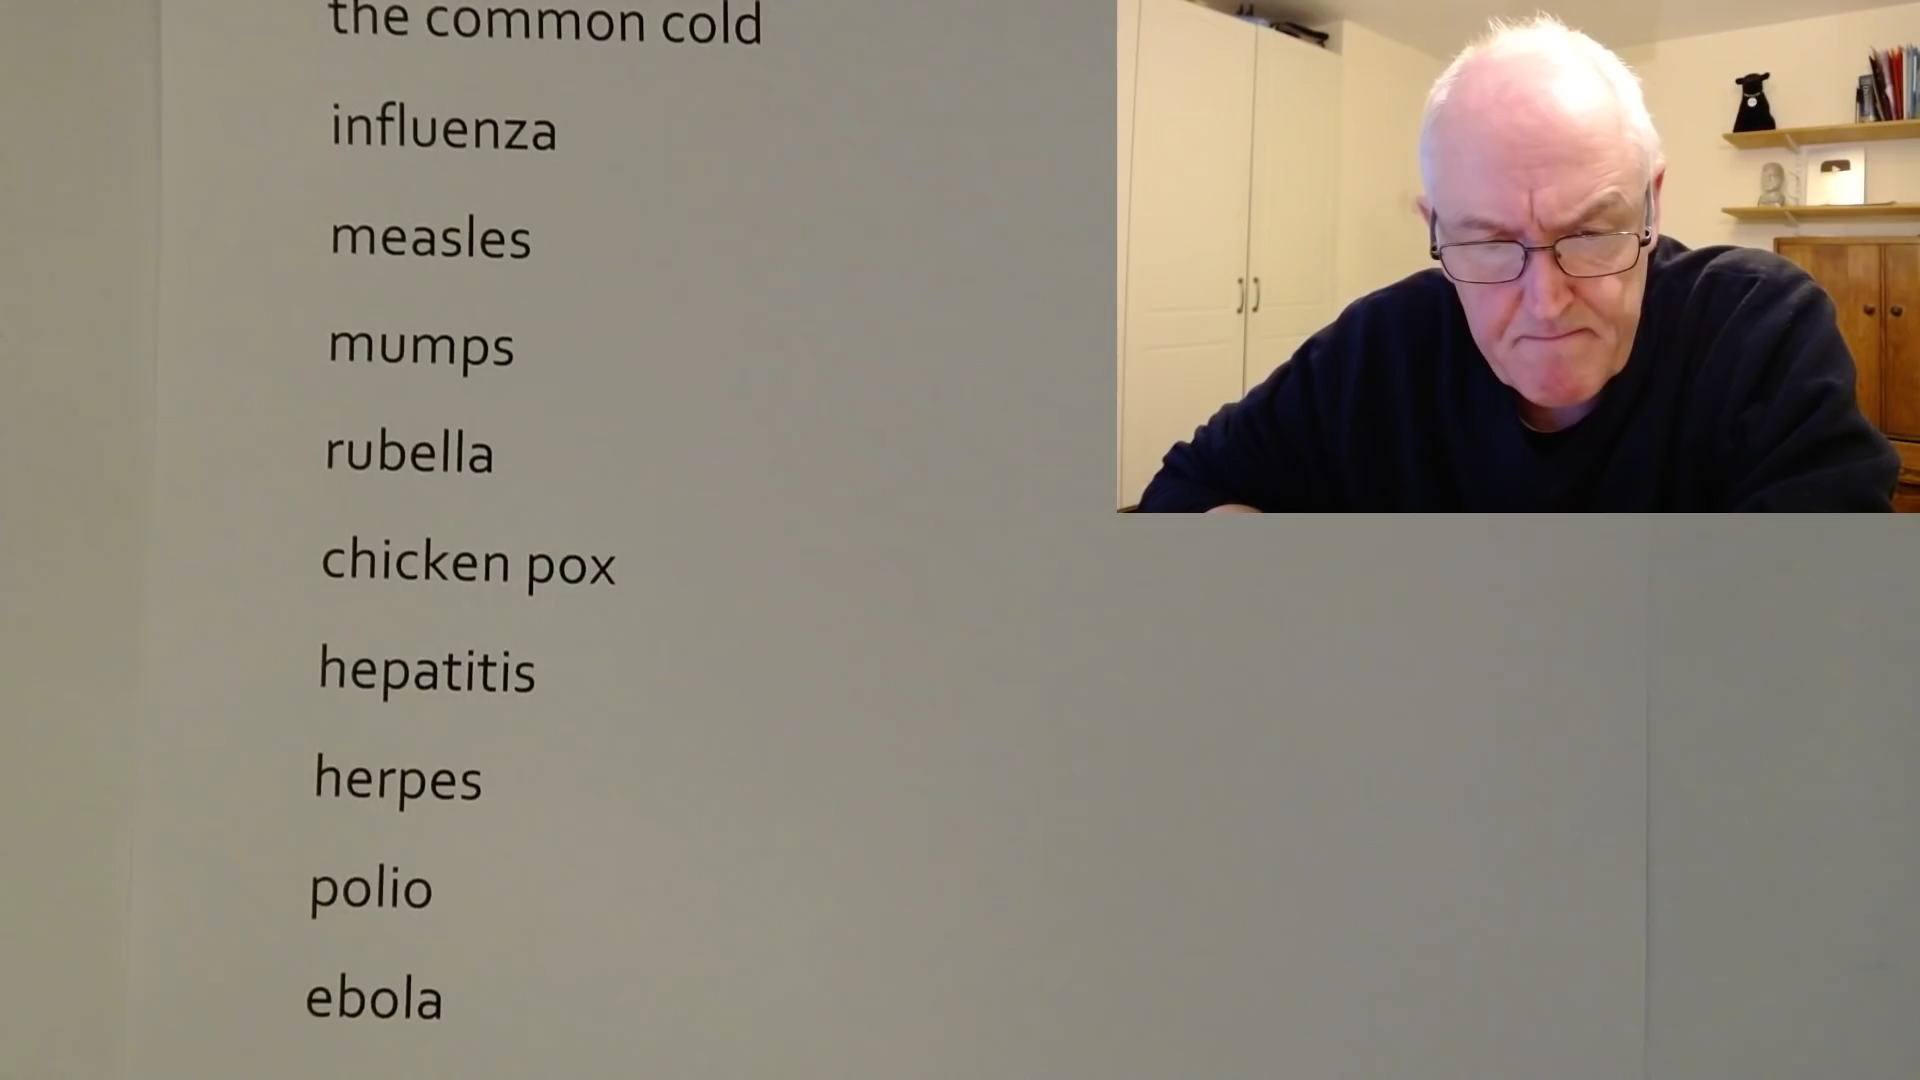 the common cold
influenza
measles
mumps
rubella
chicken pox
hepatitis
herpes
polio
ebola